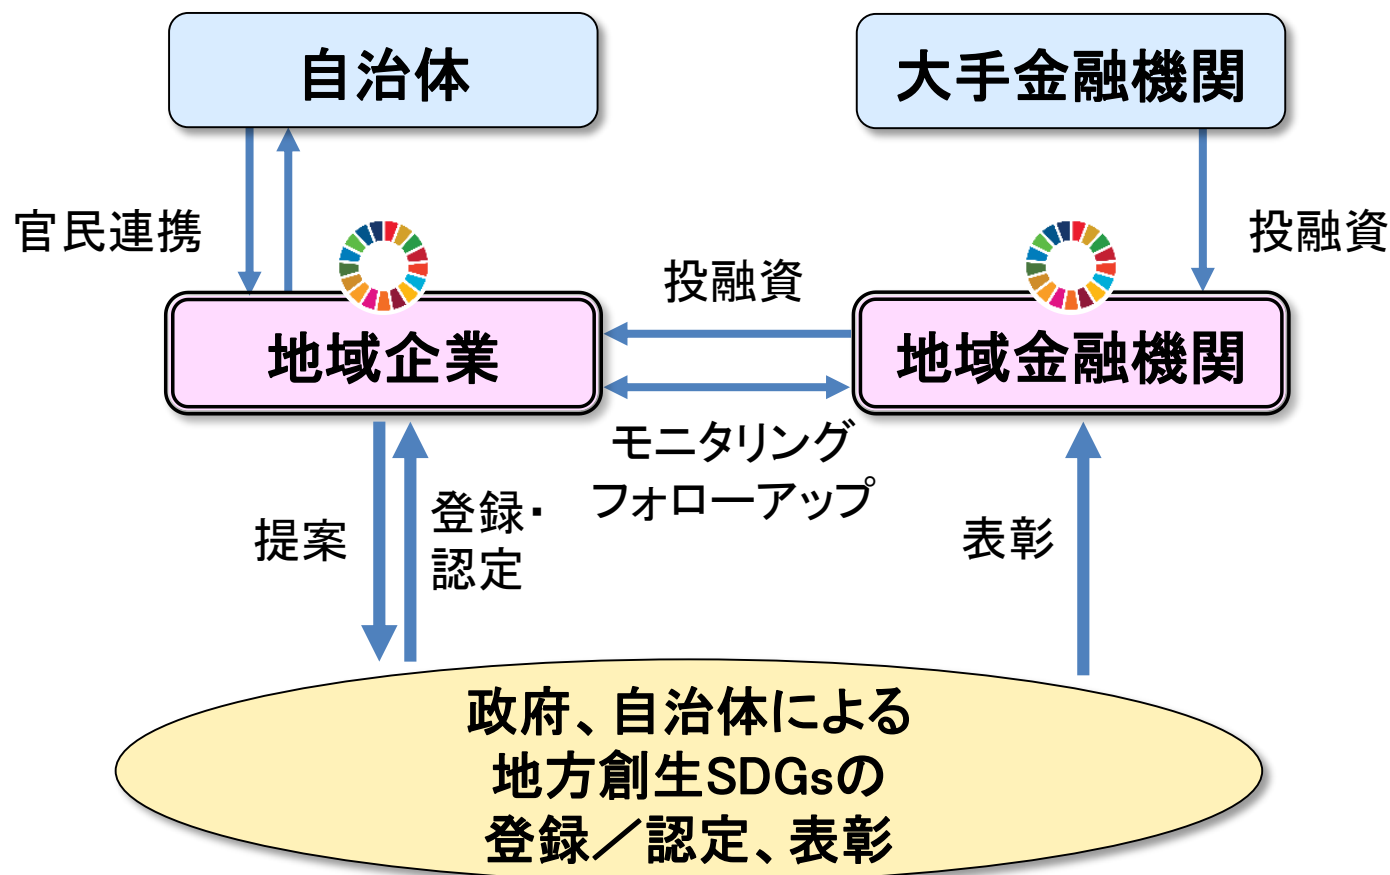 自治体
大手金融機関
官民連携
投融資
投融資
地域企業
地域金融機関
モニタリング
フォローアップ
提案
登録・
認定
表彰
政府、自治体による
地方創生SDGsの
登録／認定、表彰